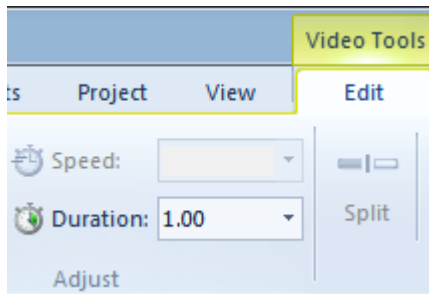 Video Tools
ts Project View Edit
Speed:
Duration: 1.00 Split
Adjust